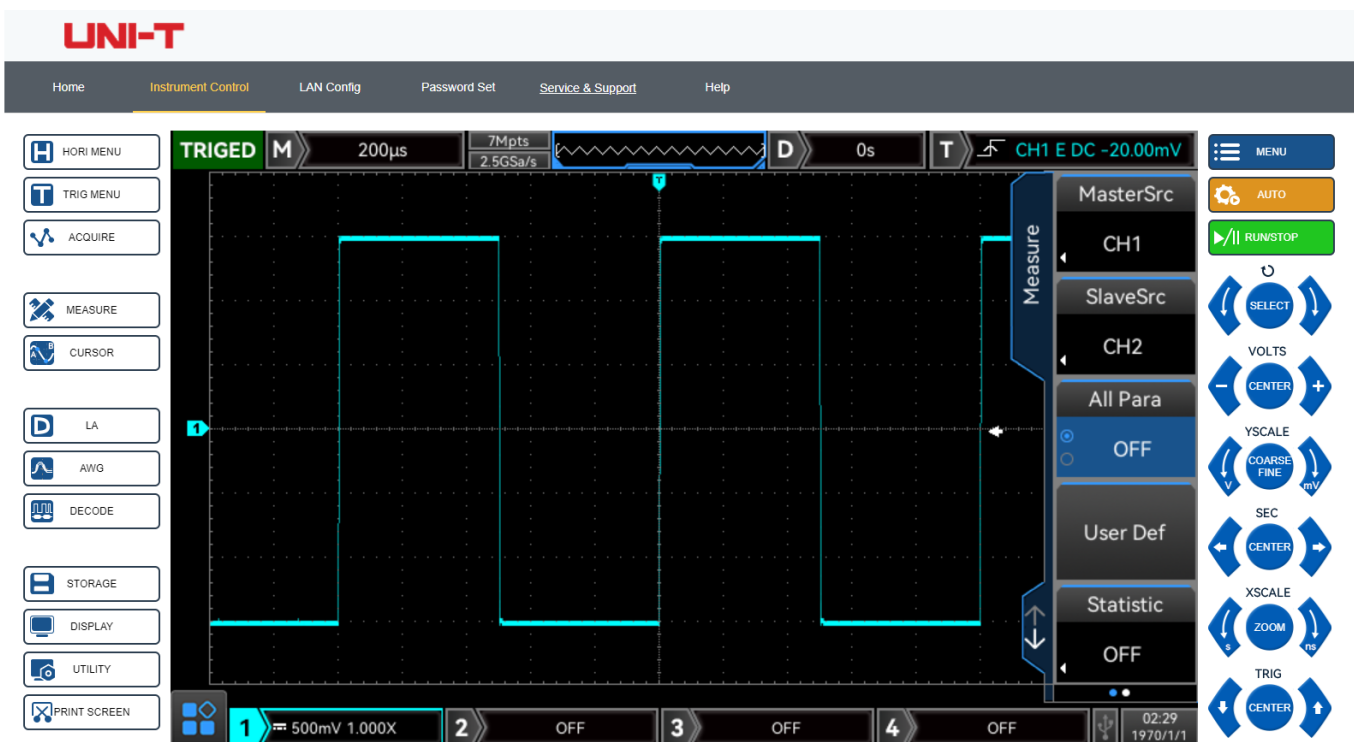 UNI-T
Home Instrument Control LAN Config Password Set Service & Support Help
HORI MENU
TRIG MENU
ACQUIRE
MEASURE
CURSOR
LA
AWG
DECODE
STORAGE
DISPLAY
UTILITY
PRINT SCREEN
TRIGED M 200μs 7Mpts 2.5GSa/s D 0s T CH1 E DC -20.00mV
T
1
Measure
MasterSrc
CH1
SlaveSrc
CH2
All Para
OFF
User Def
Statistic
OFF
1 500mV 1.000X 2 OFF 3 OFF 4 OFF 02:29
1970/1/1
MENU
AUTO
RUN/STOP
SELECT
VOLTS
- CENTER +
YSCALE
COARSE
FINE
V mV
SEC
CENTER
XSCALE
ZOOM
s ns
TRIG
CENTER